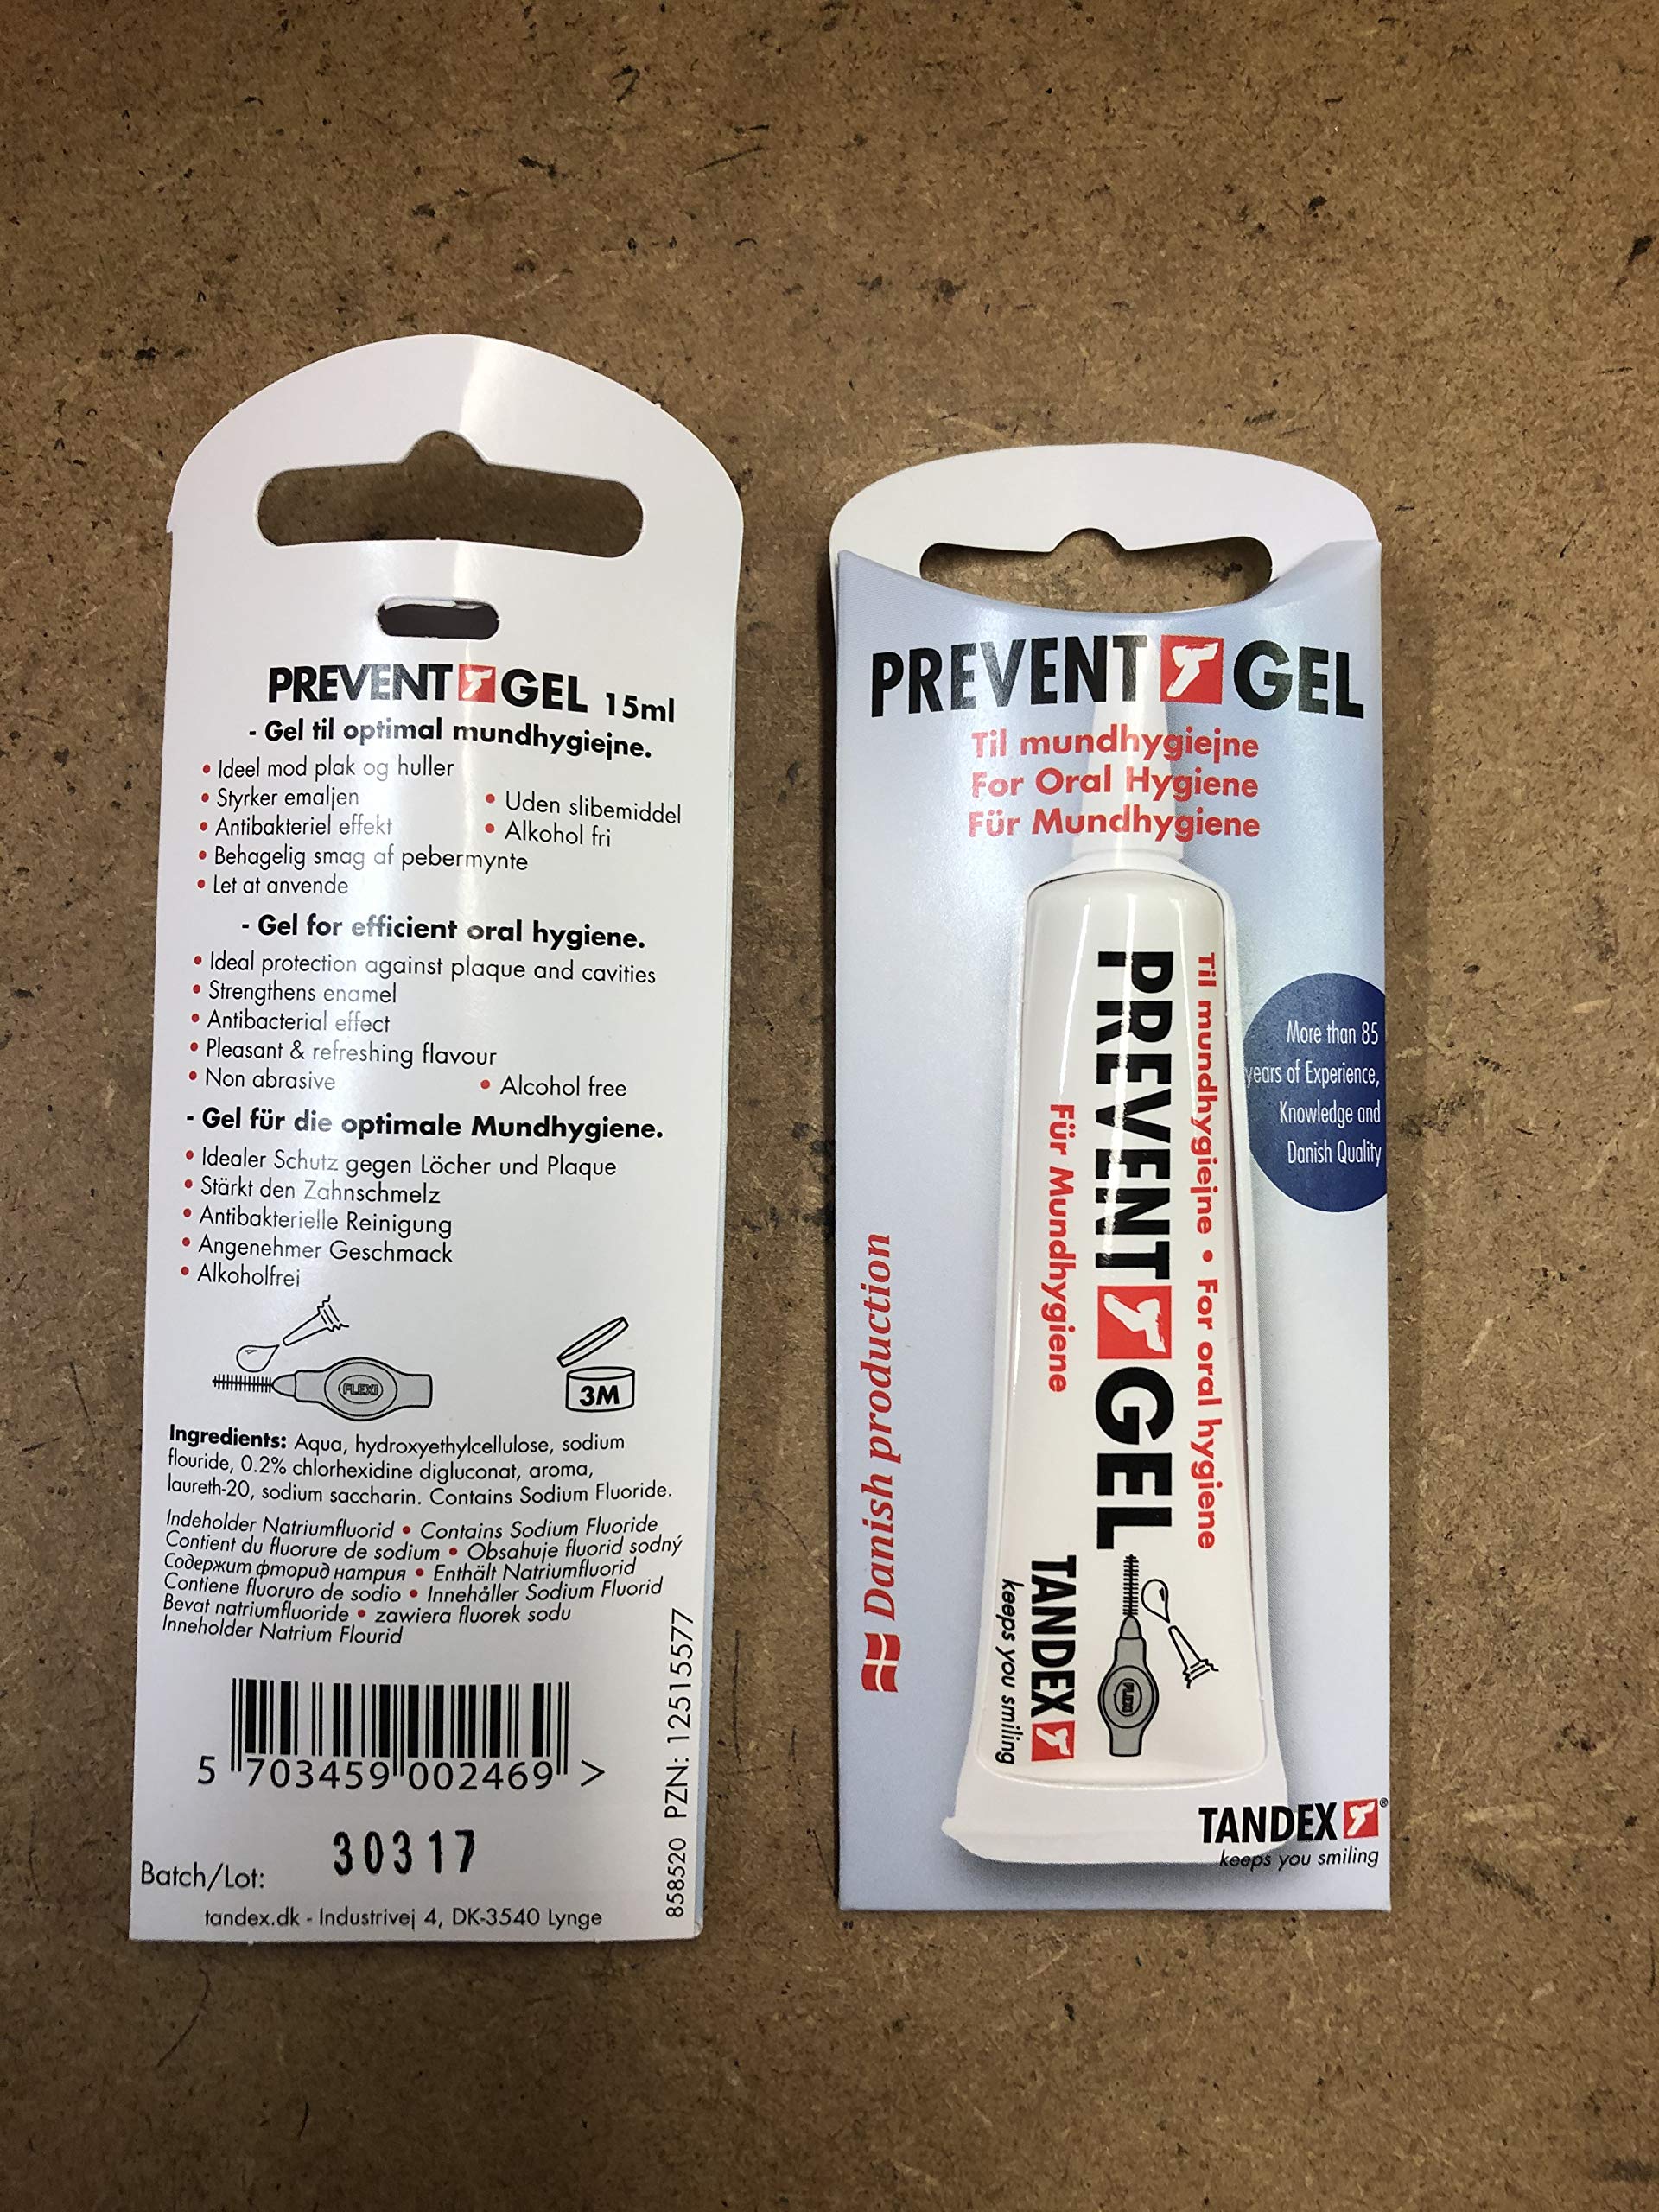 PREVENT GEL 15ml
- Gel til optimal mundhygiejne.
• Ideel mod plak og huller
• Styrker emaljen
• Uden slibemiddel
• Antibakteriel effekt
• Alkohol fri
• Behagelig smag af pebermynte
• Let at anvende
- Gel for efficient oral hygiene.
• Ideal protection against plaque and cavities
• Strengthens enamel
• Antibacterial effect
• Pleasant & refreshing flavour
• Non abrasive • Alcohol free
- Gel für die optimale Mundhygiene.
• Idealer Schutz gegen Löcher und Plaque
• Stärkt den Zahnschmelz
• Antibakterielle Reinigung
• Angenehmer Geschmack
• Alkoholfrei
FLEXI
3M
Ingredients: Aqua, hydroxyethylcellulose, sodium
flouride, 0.2% chlorhexidine digluconat, aroma,
laureth-20, sodium saccharin. Contains Sodium Fluoride.
Indeholder Natriumfluorid • Contains Sodium Fluoride
Contient du fluorure de sodium • Obsahuje fluorid sodný
Содержит фторид натрия • Enthält Natriumfluorid
Contiene fluoruro de sodio • Innehåller Sodium Fluorid
Bevat natriumfluoride • zawiera fluorek sodu
Inneholder Natrium Flourid
5 703459 002469 >
858520 PZN: 12515577
30317
Batch/Lot:
tandex.dk - Industrivej 4, DK-3540 Lynge
PREVENT GEL
Til mundhygiejne
For Oral Hygiene
Für Mundhygiene
More than 85
years of Experience,
Knowledge and
Danish Quality
Danish production
Til mundhygiejne • For oral hygiene
PREVENT GEL
Für Mundhygiene
TANDEX
keeps you smiling
FLEXI
TANDEX®
keeps you smiling